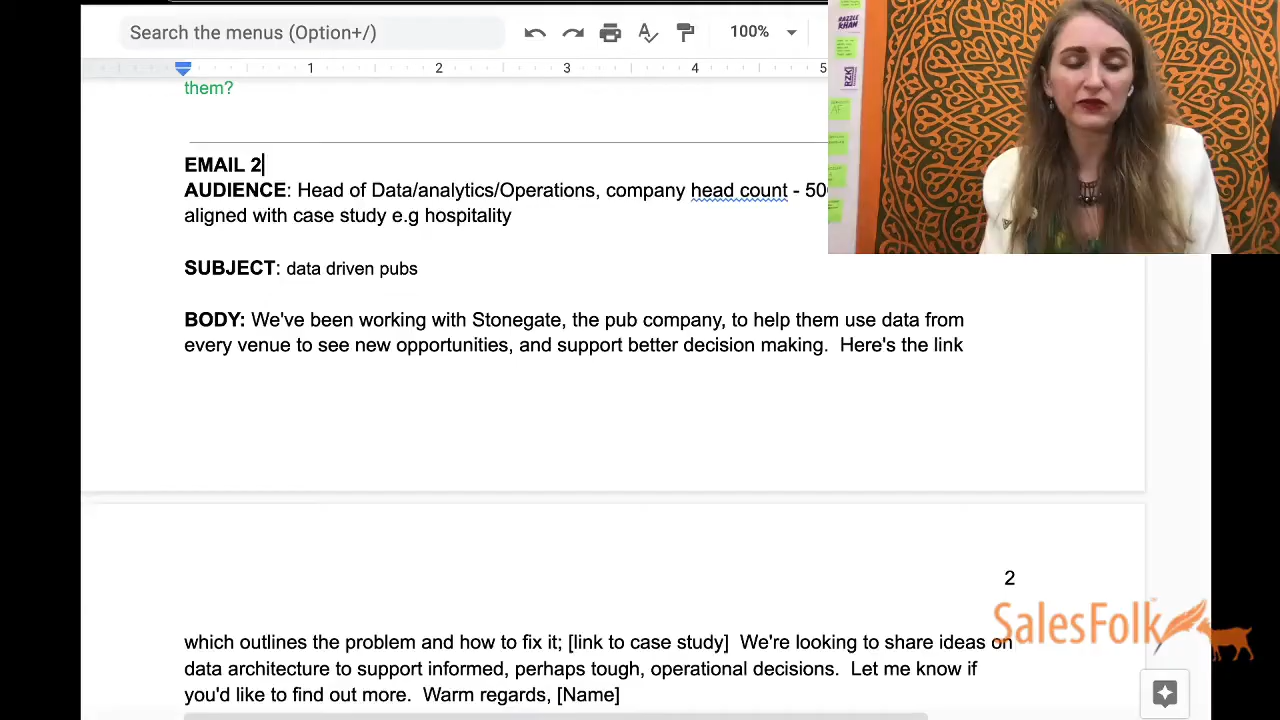 Search the menus (Option+/)
100%
1
2
3
4
5
them?
EMAIL 2
AUDIENCE: Head of Data/analytics/Operations, company head count - 50
aligned with case study e.g hospitality
SUBJECT: data driven pubs
BODY: We've been working with Stonegate, the pub company, to help them use data from
every venue to see new opportunities, and support better decision making.  Here's the link
2
which outlines the problem and how to fix it; [link to case study]  We're looking to share ideas on
data architecture to support informed, perhaps tough, operational decisions.  Let me know if
you'd like to find out more.  Warm regards, [Name]
SalesFolk™
RAZZLE
KHAN
RZK